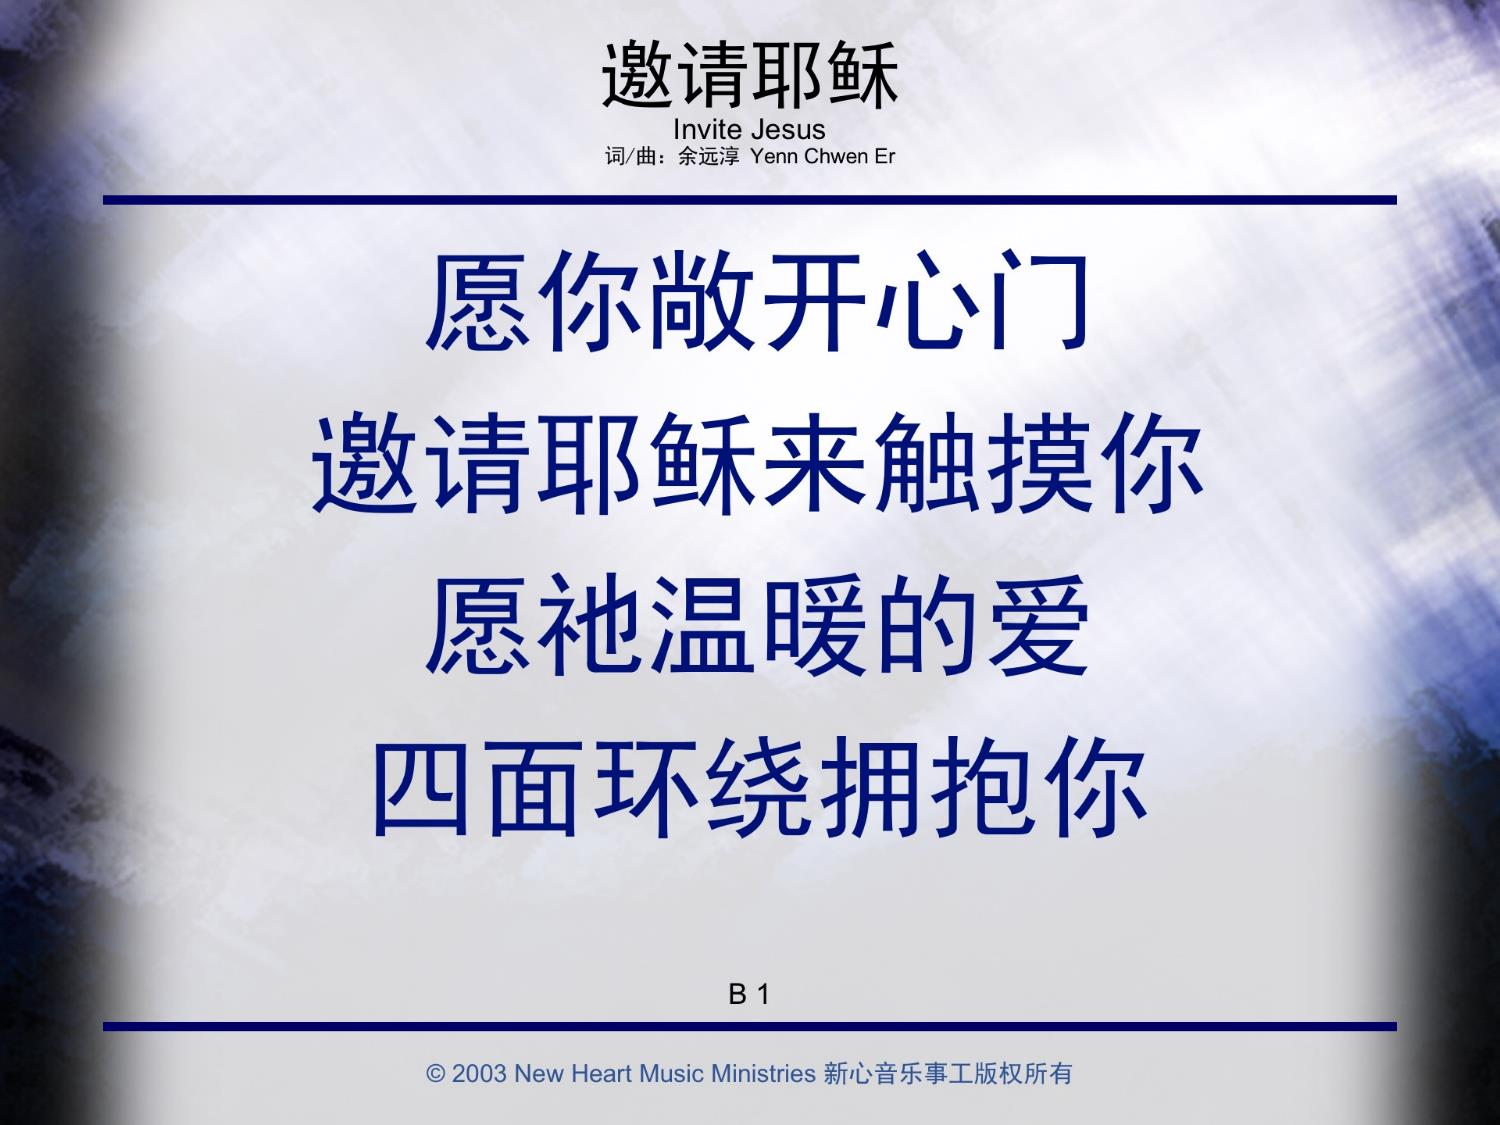 邀请耶稣
Invite Jesus
词/曲：余远淳 Yenn Chwen Er
愿你敞开心门
邀请耶稣来触摸你
愿祂温暖的爱
四面环绕拥抱你
B 1
© 2003 New Heart Music Ministries 新心音乐事工版权所有